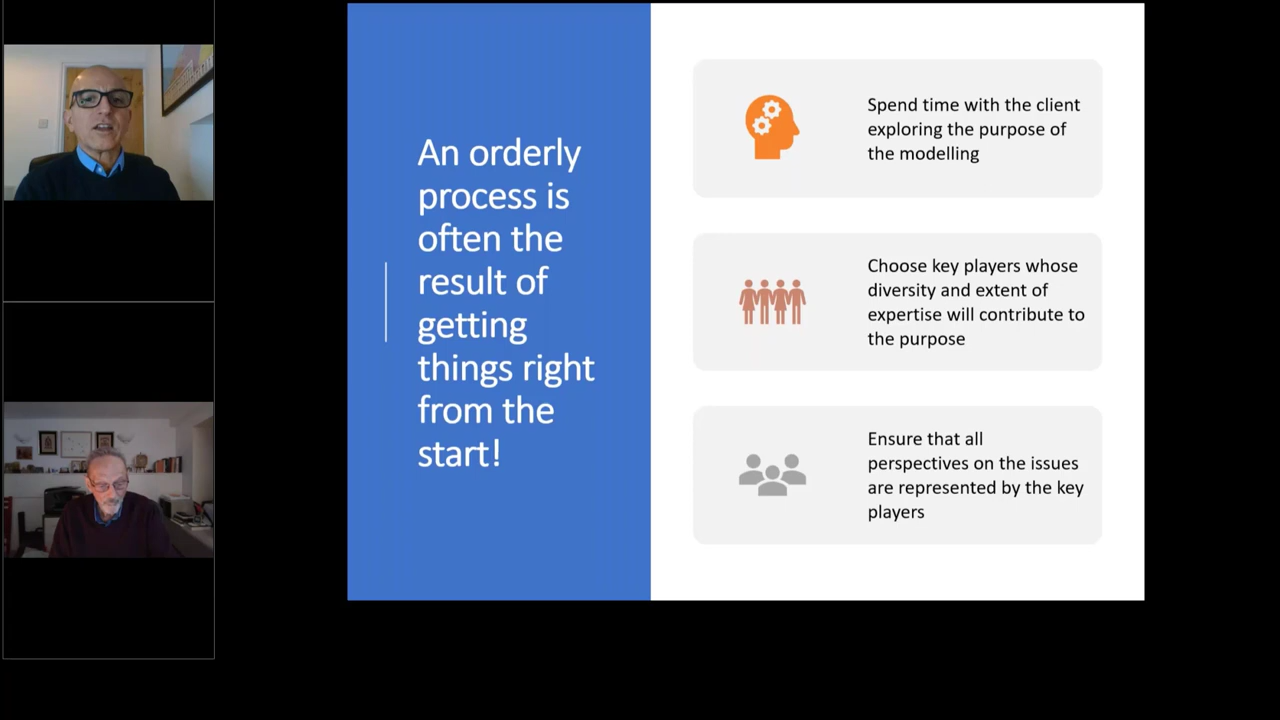 An orderly
process is
often the
result of
getting
things right
from the
start!
Spend time with the client
exploring the purpose of
the modelling
Choose key players whose
diversity and extent of
expertise will contribute to
the purpose
Ensure that all
perspectives on the issues
are represented by the key
players